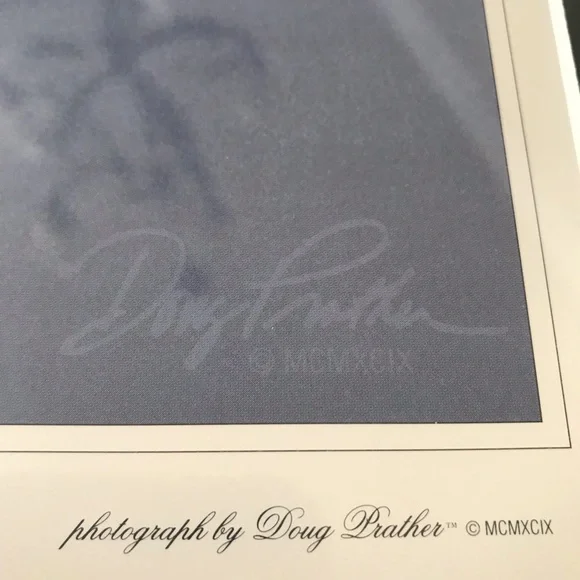 Doug Prather
© MCMXCIX
photograph by Doug Prather™ © MCMXCIX